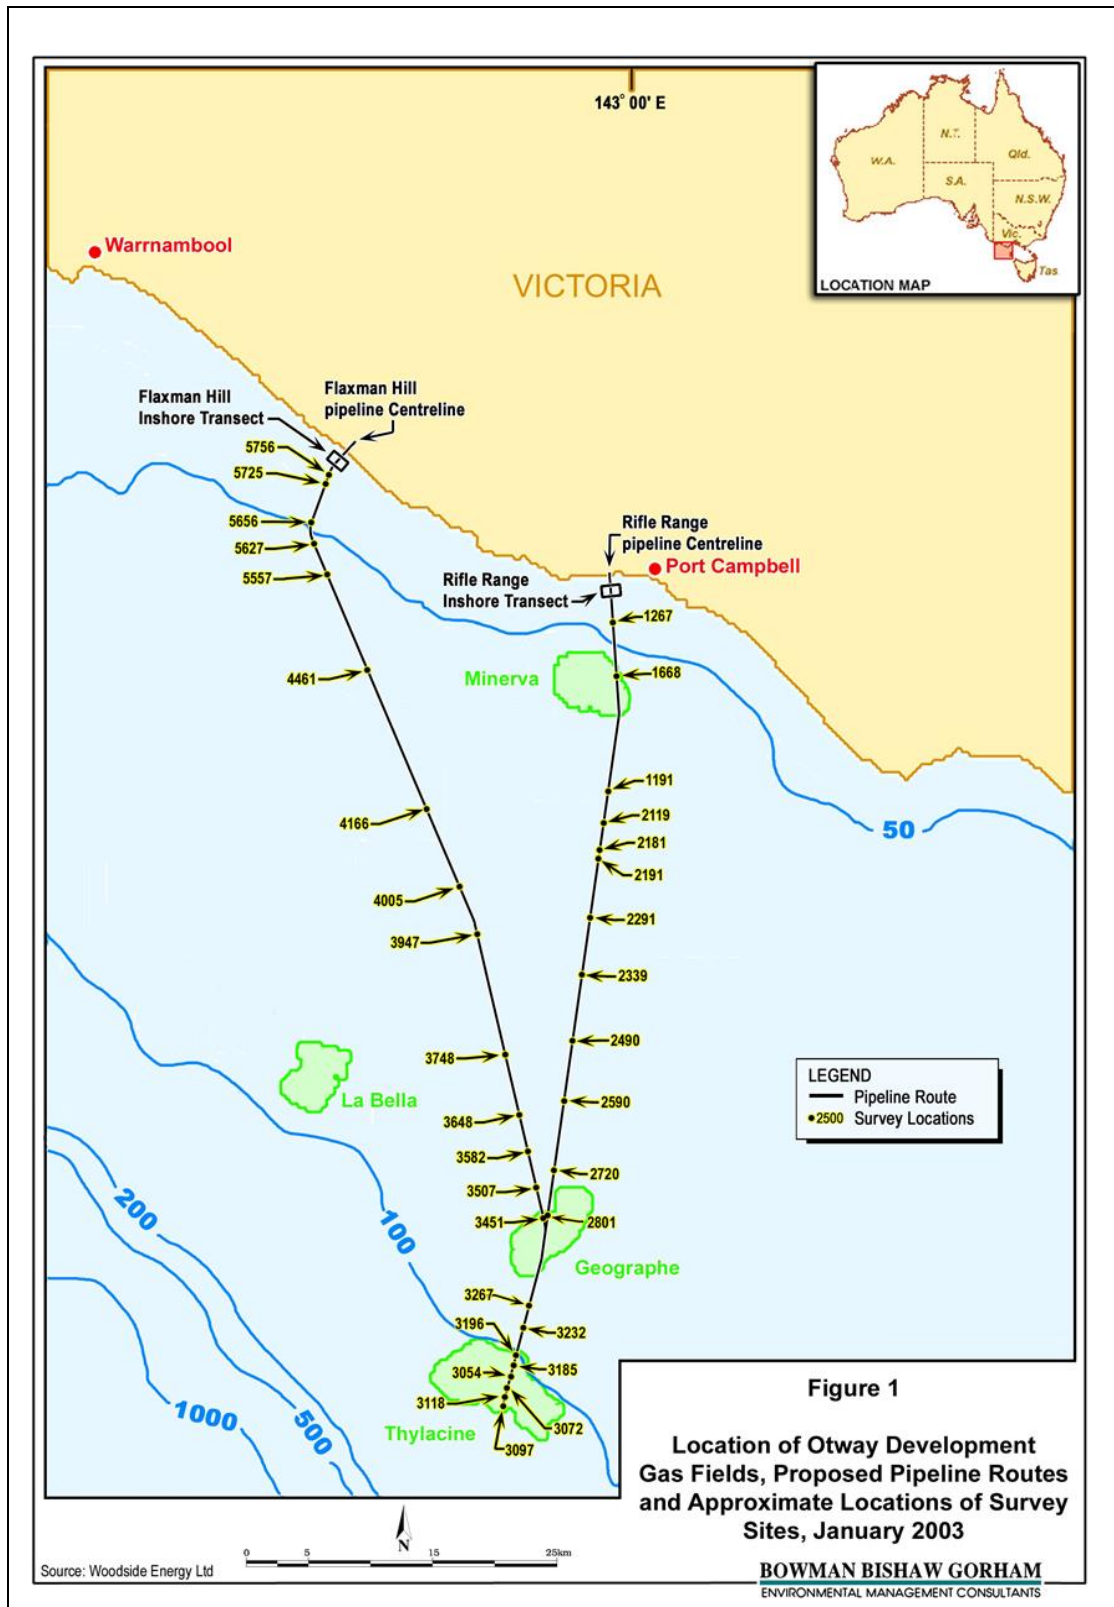 143° 00' E
N.T.
W.A.
Qld.
S.A.
N.S.W.
Vic.
Tas
LOCATION MAP
Warrnambool
VICTORIA
Flaxman Hill
Inshore Transect
Flaxman Hill
pipeline Centreline
5756
5725
5656
5627
5557
4461
4166
4005
3947
3748
3648
3582
3507
3451
Rifle Range
pipeline Centreline
Port Campbell
Rifle Range
Inshore Transect
1267
1668
Minerva
1191
2119
2181
2191
2291
2339
2490
2590
2720
2801
50
La Bella
LEGEND
Pipeline Route
2500 Survey Locations
Geographe
200
100
500
1000
3267
3196
3232
3054
3185
3118
3072
3097
Thylacine
Figure 1
Location of Otway Development
Gas Fields, Proposed Pipeline Routes
and Approximate Locations of Survey
Sites, January 2003
N
0 5 15 25km
Source: Woodside Energy Ltd
BOWMAN BISHAW GORHAM
ENVIRONMENTAL MANAGEMENT CONSULTANTS